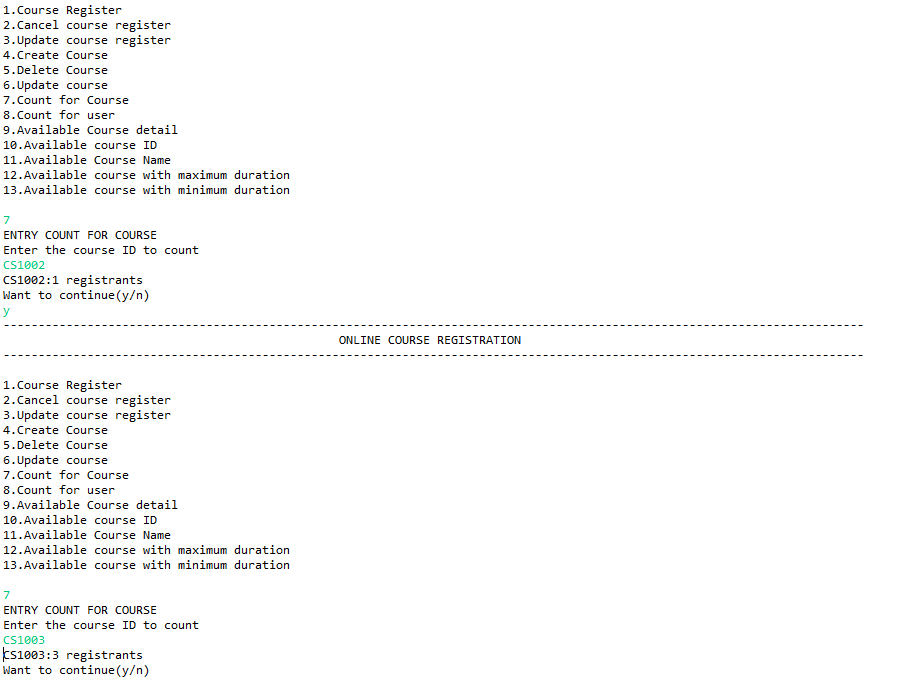 1.Course Register
2.Cancel course register
3.Update course register
4.Create Course
5.Delete Course
6.Update course
7.Count for Course
8.Count for user
9.Available Course detail
10.Available course ID
11.Available Course Name
12.Available course with maximum duration
13.Available course with minimum duration
7
ENTRY COUNT FOR COURSE
Enter the course ID to count
CS1002
CS1002:1 registrants
Want to continue(y/n)
y
---------------------------------------------------------------------------------------------------------------------------
ONLINE COURSE REGISTRATION
---------------------------------------------------------------------------------------------------------------------------
1.Course Register
2.Cancel course register
3.Update course register
4.Create Course
5.Delete Course
6.Update course
7.Count for Course
8.Count for user
9.Available Course detail
10.Available course ID
11.Available Course Name
12.Available course with maximum duration
13.Available course with minimum duration
7
ENTRY COUNT FOR COURSE
Enter the course ID to count
CS1003
CS1003:3 registrants
Want to continue(y/n)